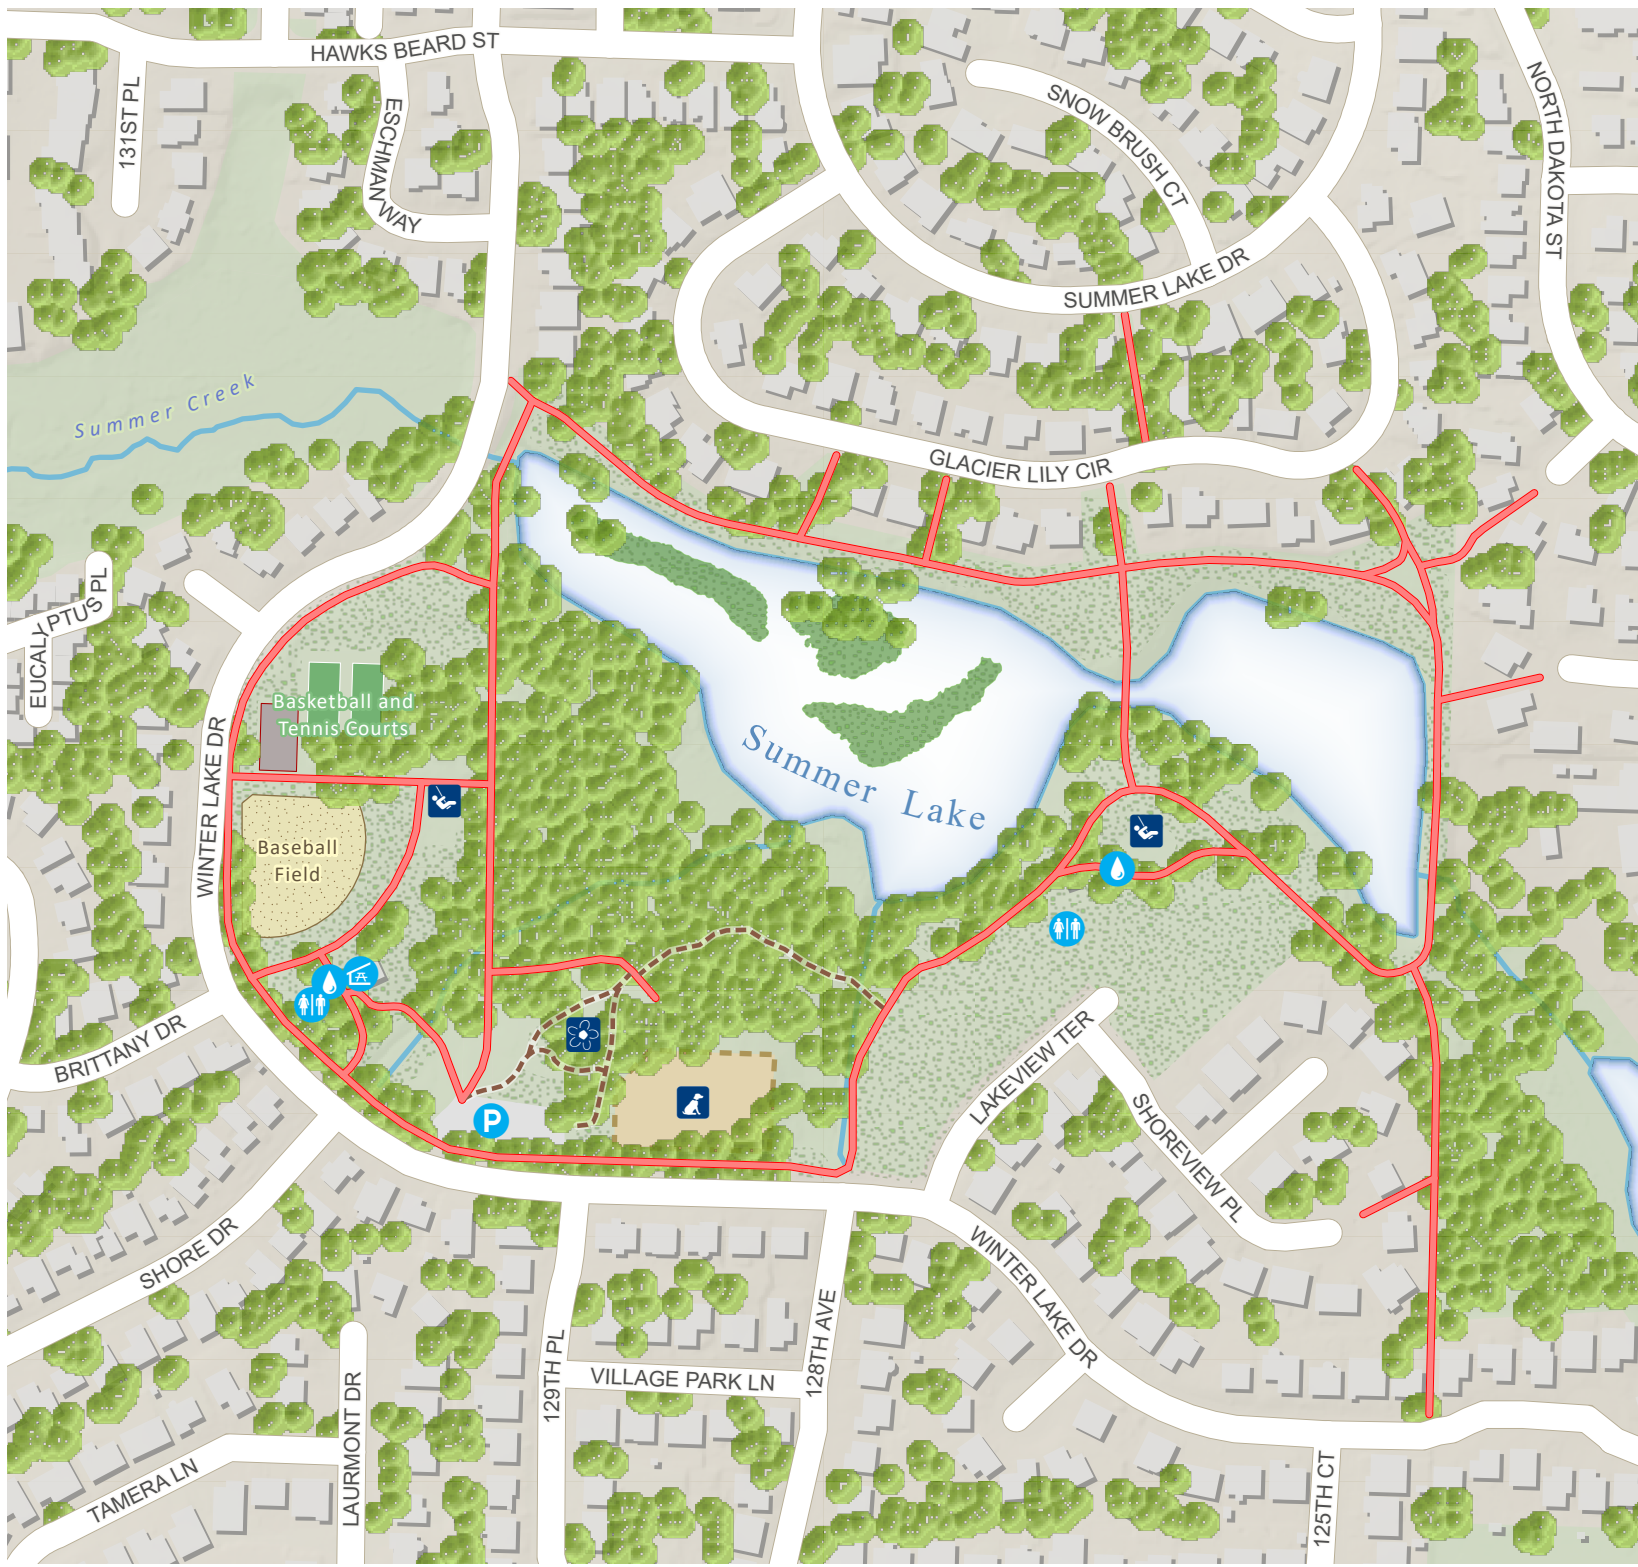 HAWKS BEARD ST
131ST PL
ESCHMAN WAY
SNOW BRUSH CT
NORTH DAKOTA ST
SUMMER LAKE DR
Summer Creek
GLACIER LILY CIR
EUCALYPTUS PL
Basketball and
Tennis Courts
WINTER LAKE DR
Summer Lake
Baseball
Field
BRITTANY DR
LAKEVIEW TER
P
SHOREVIEW PL
SHORE DR
WINTER LAKE DR
129TH PL
128TH AVE
VILLAGE PARK LN
LAURMONT DR
TAMERA LN
125TH CT